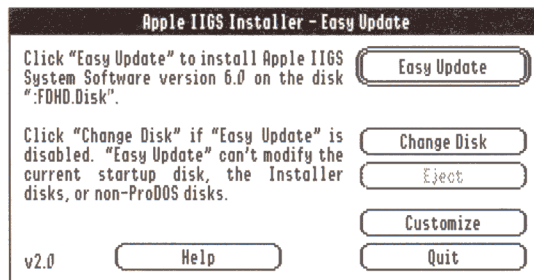 Apple IIGS Installer - Easy Update
Click “Easy Update” to install Apple IIGS
System Software version 6.0 on the disk
“:FDHD.Disk”.
Easy Update
Click “Change Disk” if “Easy Update” is
disabled. “Easy Update” can't modify the
current startup disk, the Installer
disks, or non-ProDOS disks.
Change Disk
Eject
Customize
v2.0
Help
Quit